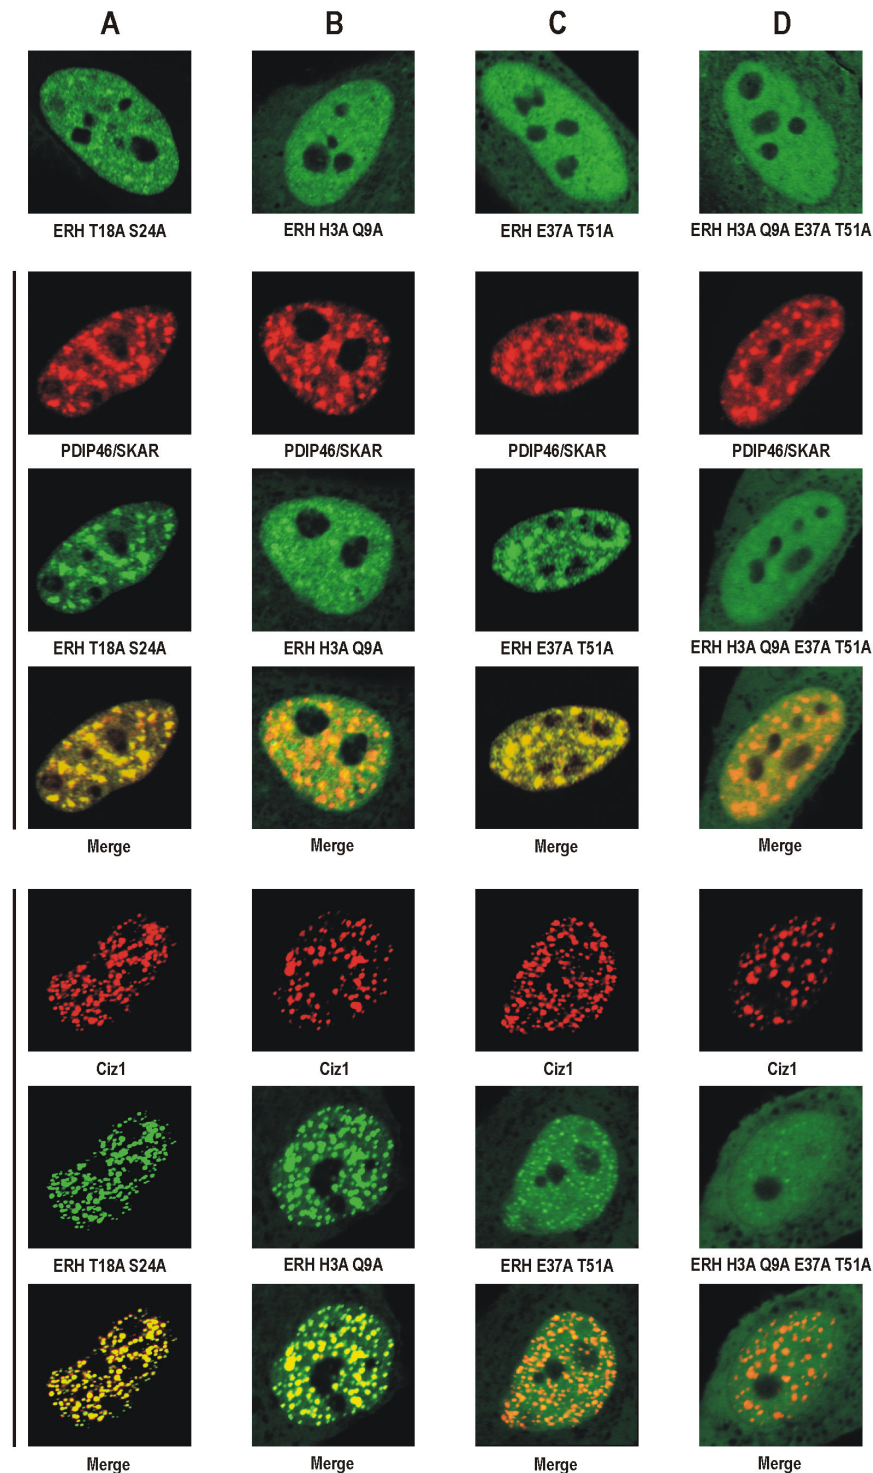 A B C D
ERH T18A S24A ERH H3A Q9A ERH E37A T51A ERH H3A Q9A E37A T51A
PDIP46/SKAR PDIP46/SKAR PDIP46/SKAR PDIP46/SKAR
ERH T18A S24A ERH H3A Q9A ERH E37A T51A ERH H3A Q9A E37A T51A
Merge Merge Merge Merge
Ciz1 Ciz1 Ciz1 Ciz1
ERH T18A S24A ERH H3A Q9A ERH E37A T51A ERH H3A Q9A E37A T51A
Merge Merge Merge Merge